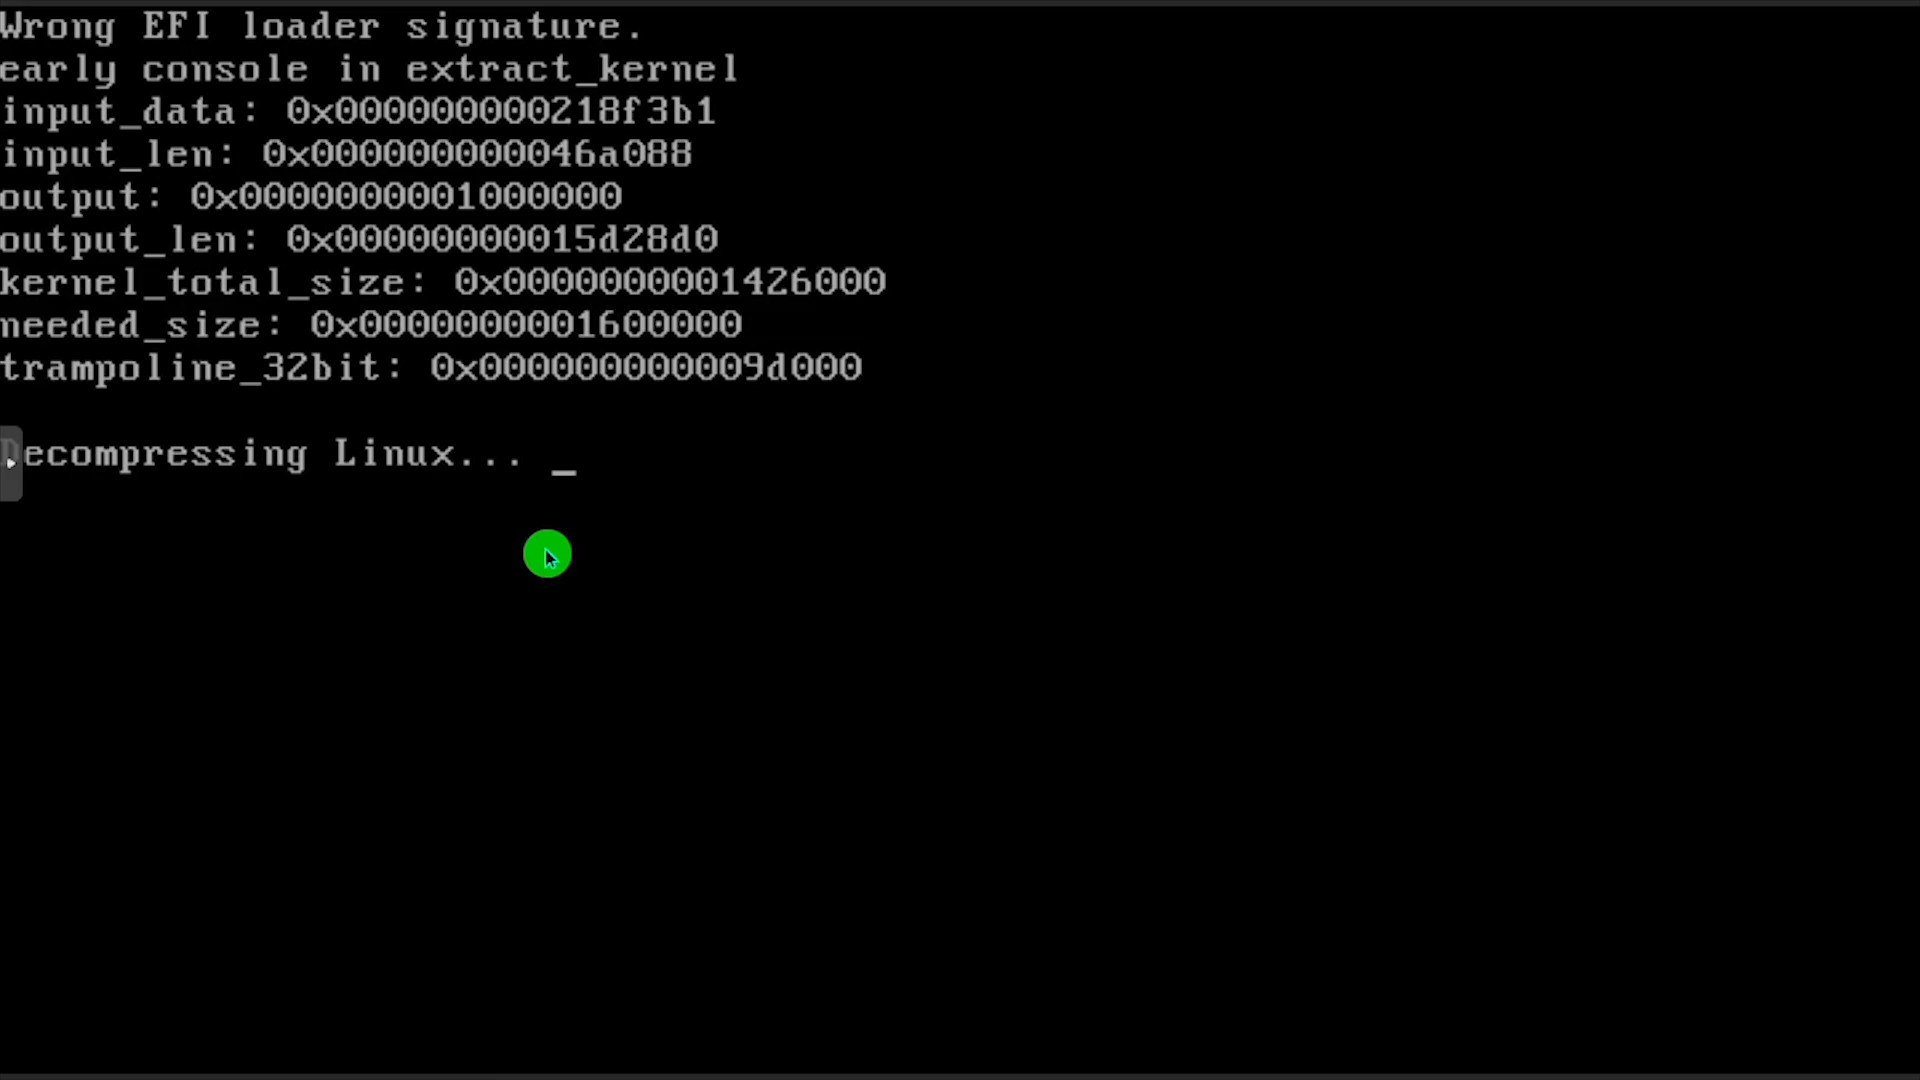 Wrong EFI loader signature.
early console in extract_kernel
input_data: 0x000000000218f3b1
input_len: 0x000000000046a088
output: 0x0000000001000000
output_len: 0x00000000015d28d0
kernel_total_size: 0x0000000001426000
needed_size: 0x0000000001600000
trampoline_32bit: 0x000000000009d000
Decompressing Linux... _